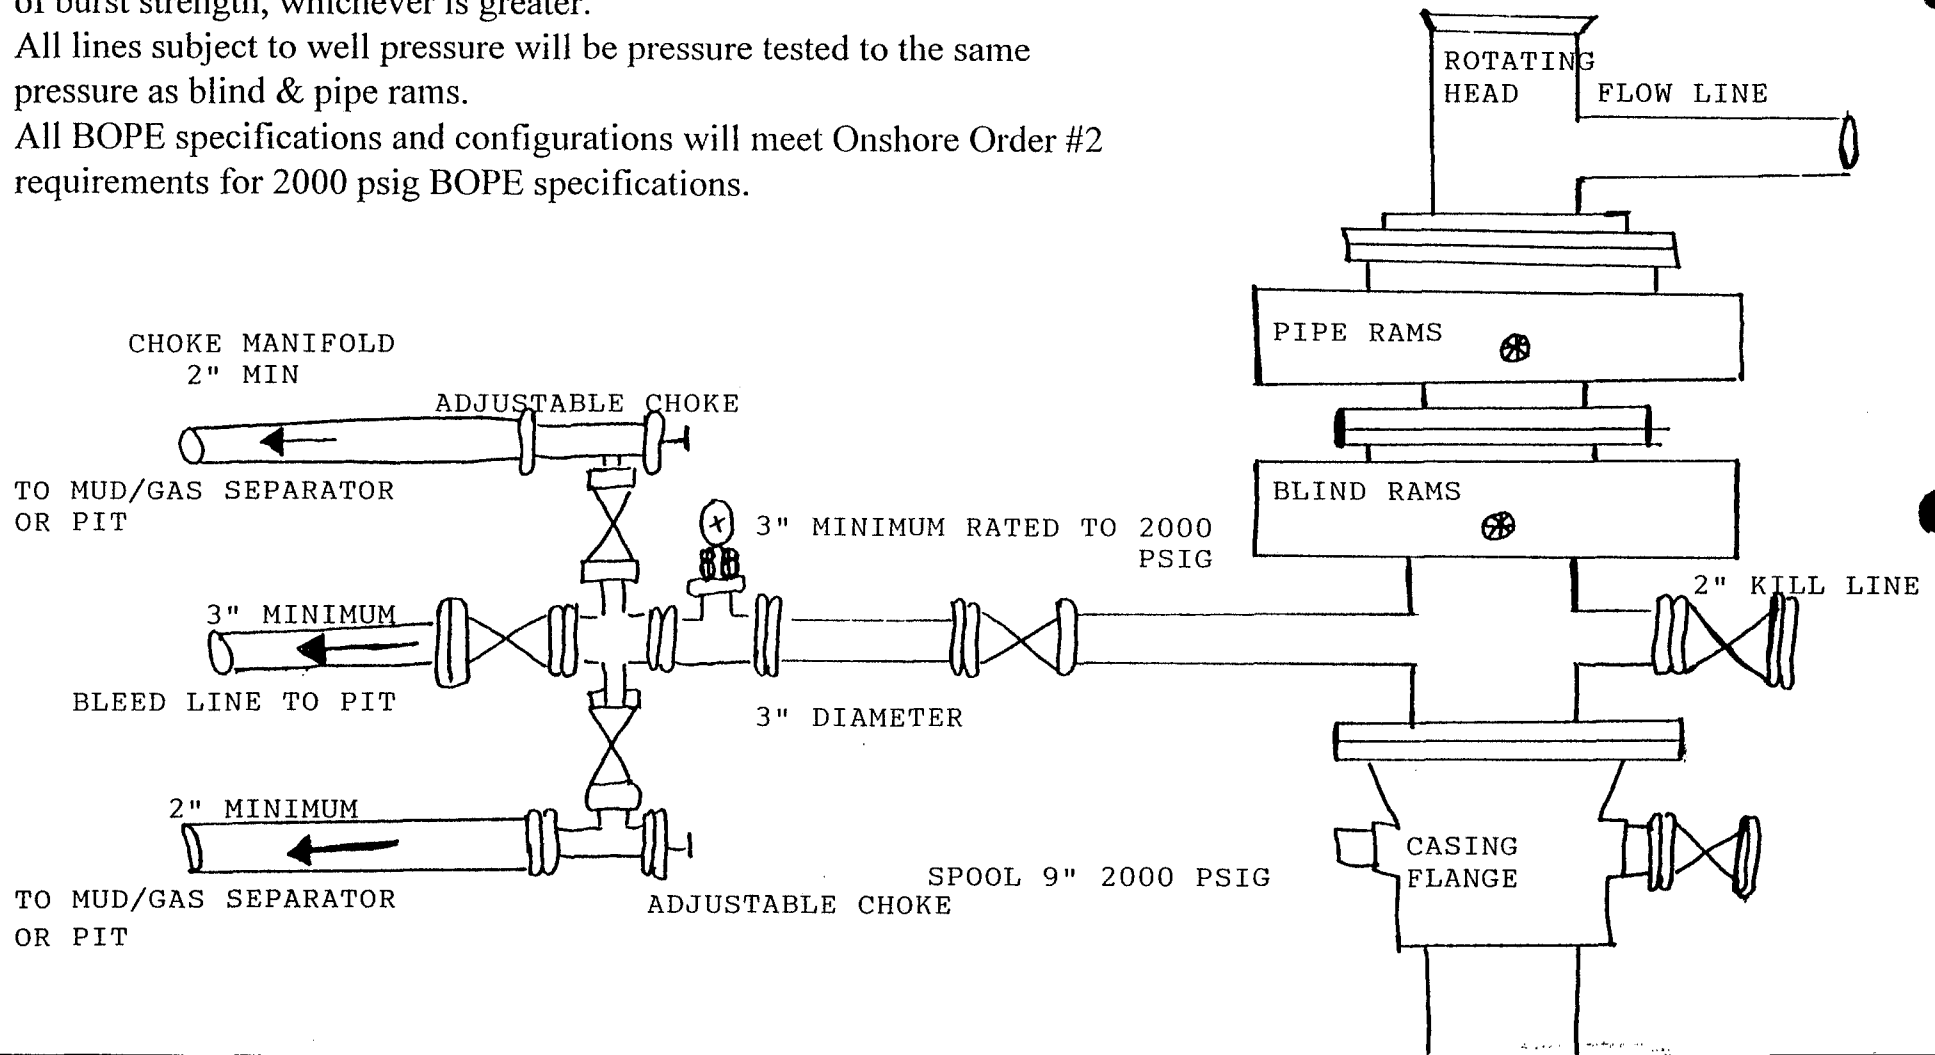 of burst strength, whichever is greater.
All lines subject to well pressure will be pressure tested to the same
pressure as blind & pipe rams.
All BOPE specifications and configurations will meet Onshore Order #2
requirements for 2000 psig BOPE specifications.
ROTATING
HEAD
FLOW LINE
PIPE RAMS
CHOKE MANIFOLD
2" MIN
ADJUSTABLE CHOKE
TO MUD/GAS SEPARATOR
OR PIT
BLIND RAMS
3" MINIMUM RATED TO 2000
PSIG
2" KILL LINE
3" MINIMUM
BLEED LINE TO PIT
3" DIAMETER
2" MINIMUM
CASING
FLANGE
SPOOL 9" 2000 PSIG
TO MUD/GAS SEPARATOR
OR PIT
ADJUSTABLE CHOKE